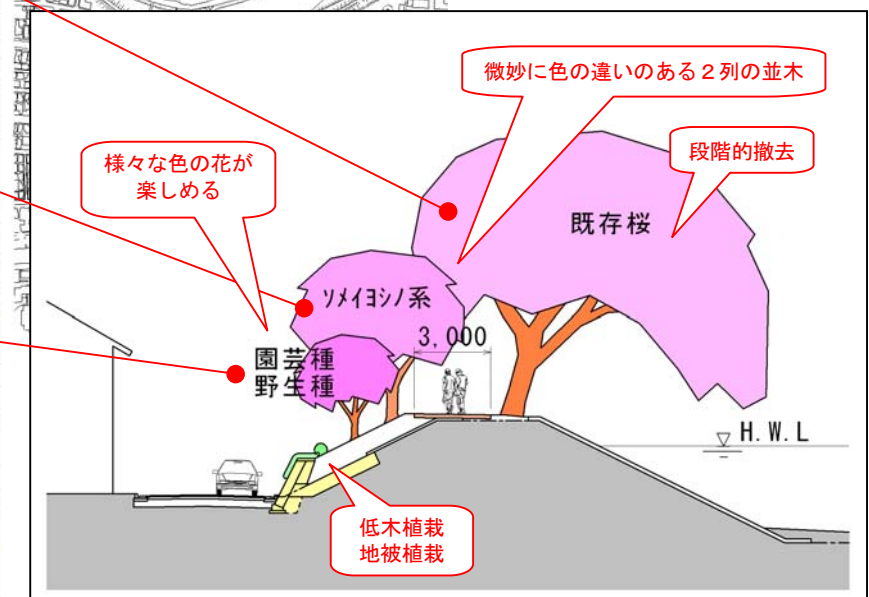 微妙に色の違いのある２列の並木
段階的撤去
様々な色の花が
楽しめる
既存桜
ｿﾒｲﾖｼﾉ系
3,000
園芸種
野生種
H.W.L
低木植栽
地被植栽